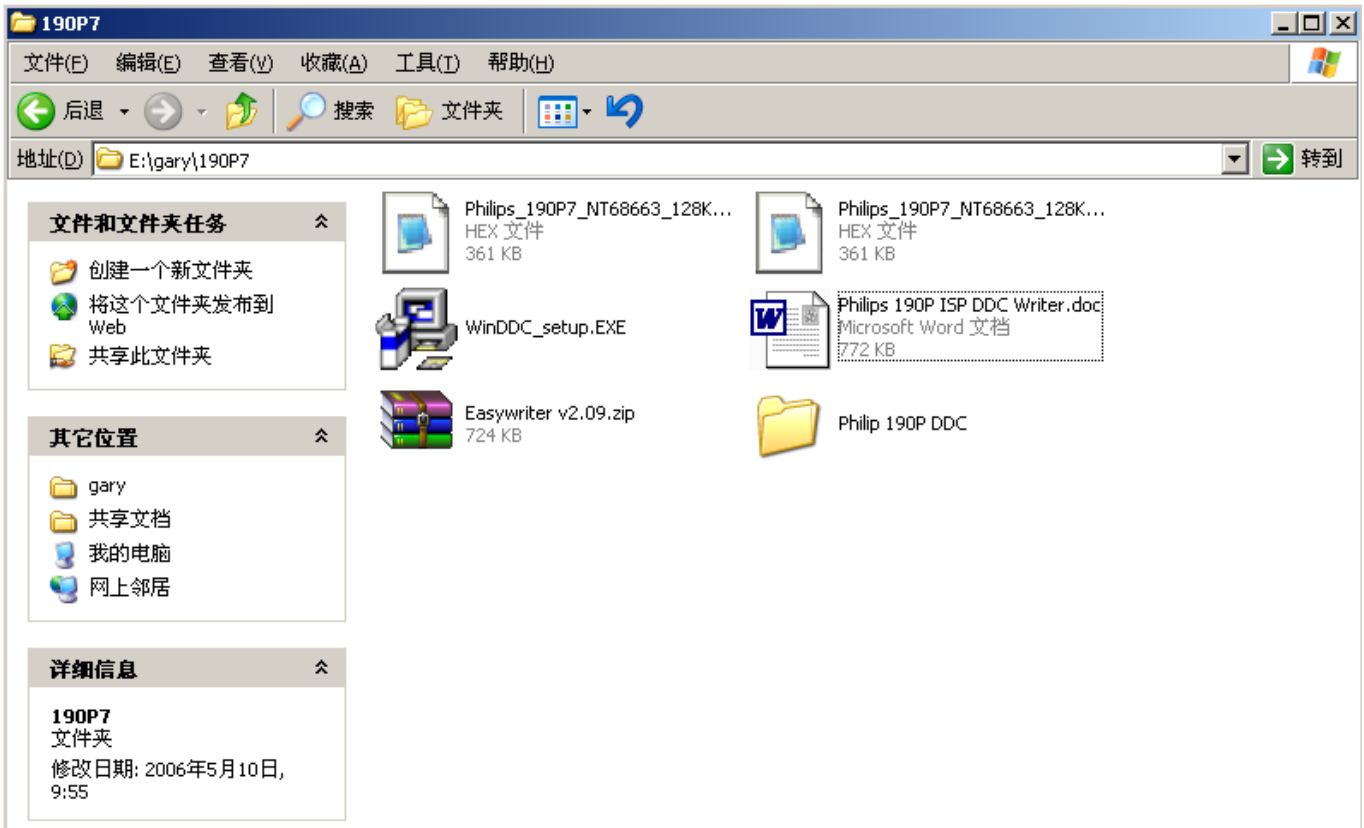 190P7
文件(F) 编辑(E) 查看(V) 收藏(A) 工具(T) 帮助(H)
后退 搜索 文件夹
地址(D) E:\gary\190P7 转到
文件和文件夹任务
创建一个新文件夹
将这个文件夹发布到
Web
共享此文件夹
其它位置
gary
共享文档
我的电脑
网上邻居
详细信息
190P7
文件夹
修改日期: 2006年5月10日,
9:55
Philips_190P7_NT68663_128K...
HEX 文件
361 KB
Philips_190P7_NT68663_128K...
HEX 文件
361 KB
WinDDC_setup.EXE
Philips 190P ISP DDC Writer.doc
Microsoft Word 文档
772 KB
Easywriter v2.09.zip
724 KB
Philip 190P DDC